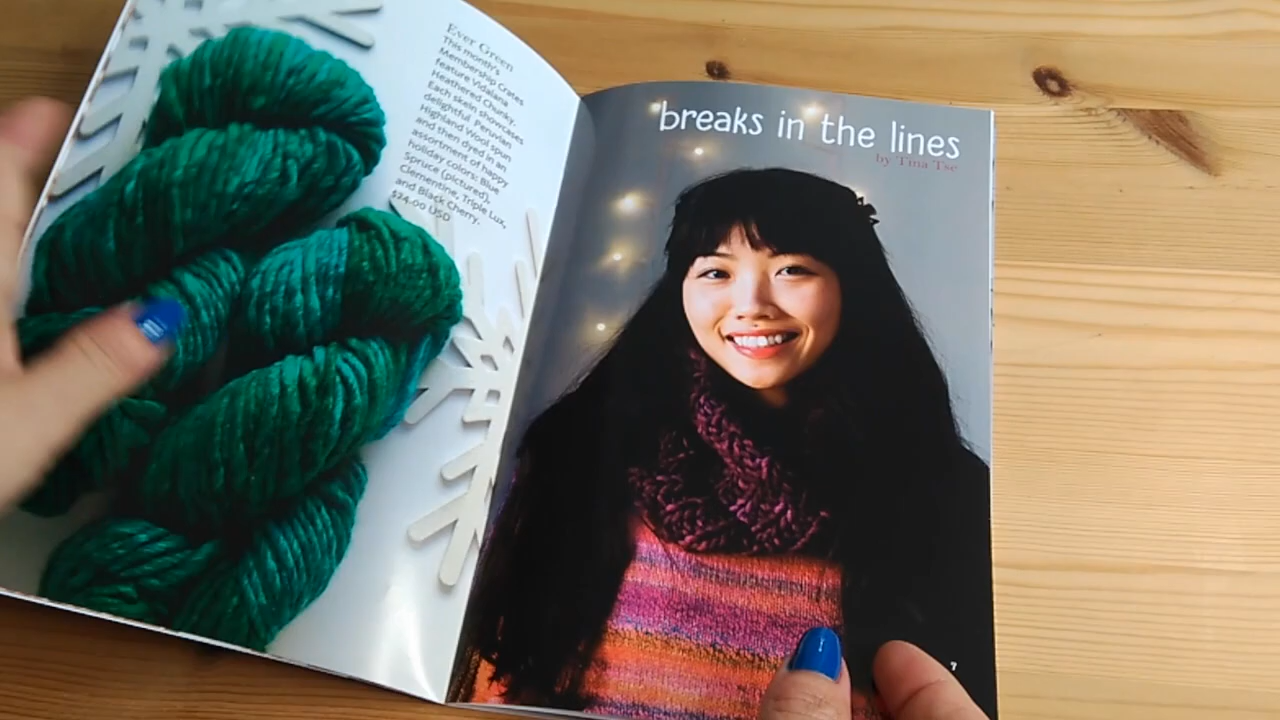 Ever Green
This month's
Membership Crates
feature Vidalana
Heathered Chunky.
Each skein showcases
delightful Peruvian
Highland Wool spun
and then dyed in an
assortment of happy
holiday colors: Blue
Spruce (pictured),
Clementine, Triple Lux,
and Black Cherry.
$24.00 USD
breaks in the lines
by Tina Tse
7